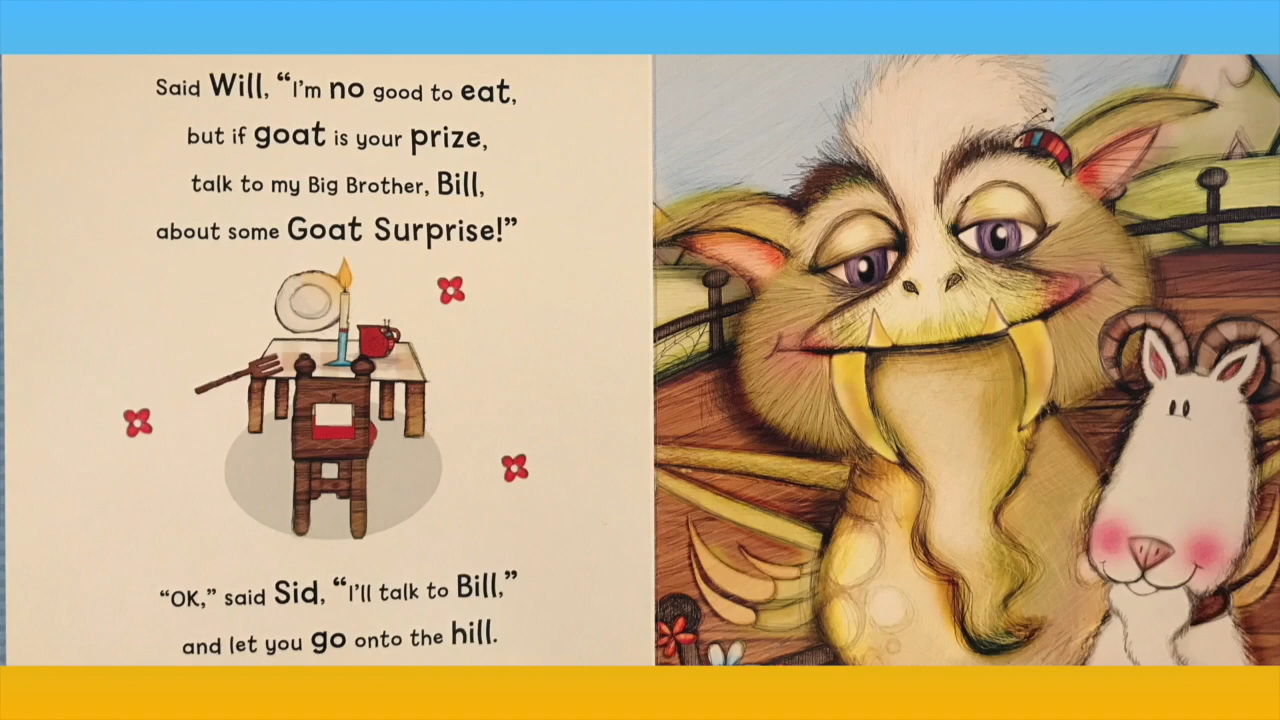 Said Will, “I’m no good to eat,
but if goat is your prize,
talk to my Big Brother, Bill,
about some Goat Surprise!”
“OK,” said Sid, “I’ll talk to Bill,”
and let you go onto the hill.